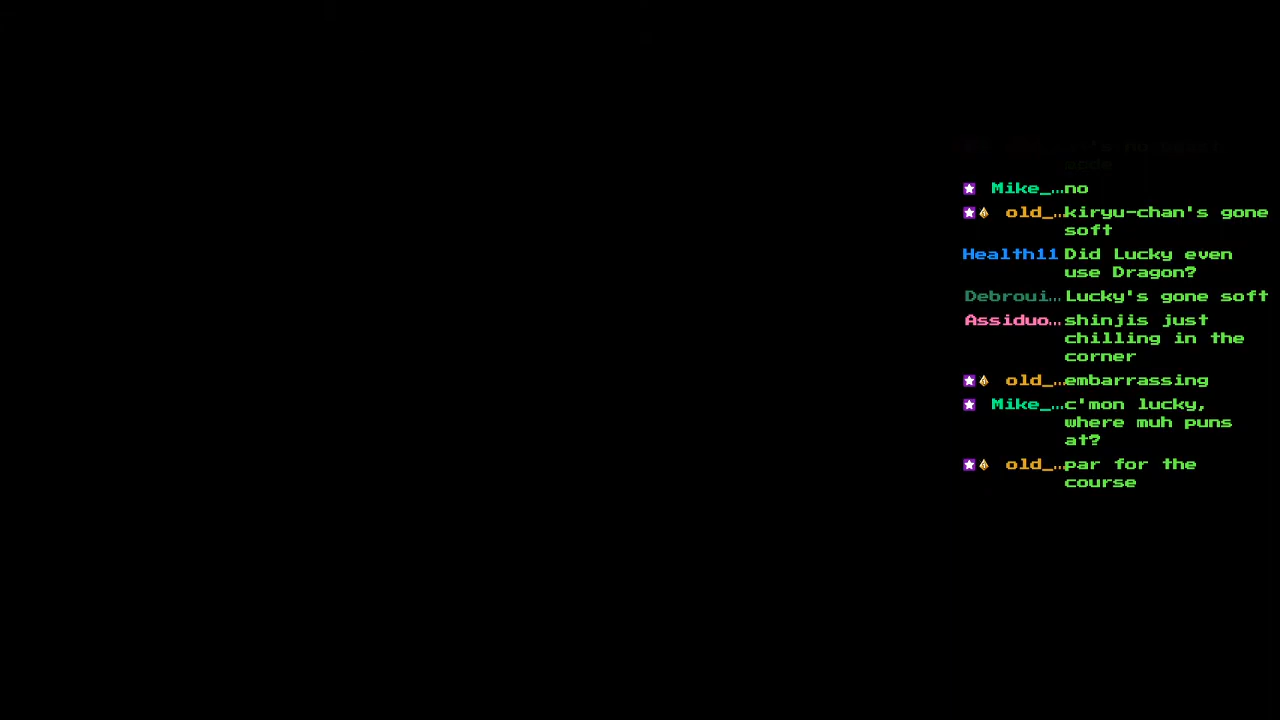 mode
Mike_…no
old_…kiryu-chan's gone
soft
Health11 Did Lucky even
use Dragon?
Debroui… Lucky's gone soft
Assiduo… shinjis just
chilling in the
corner
old_…embarrassing
Mike_…c'mon lucky,
where muh puns
at?
old_…par for the
course